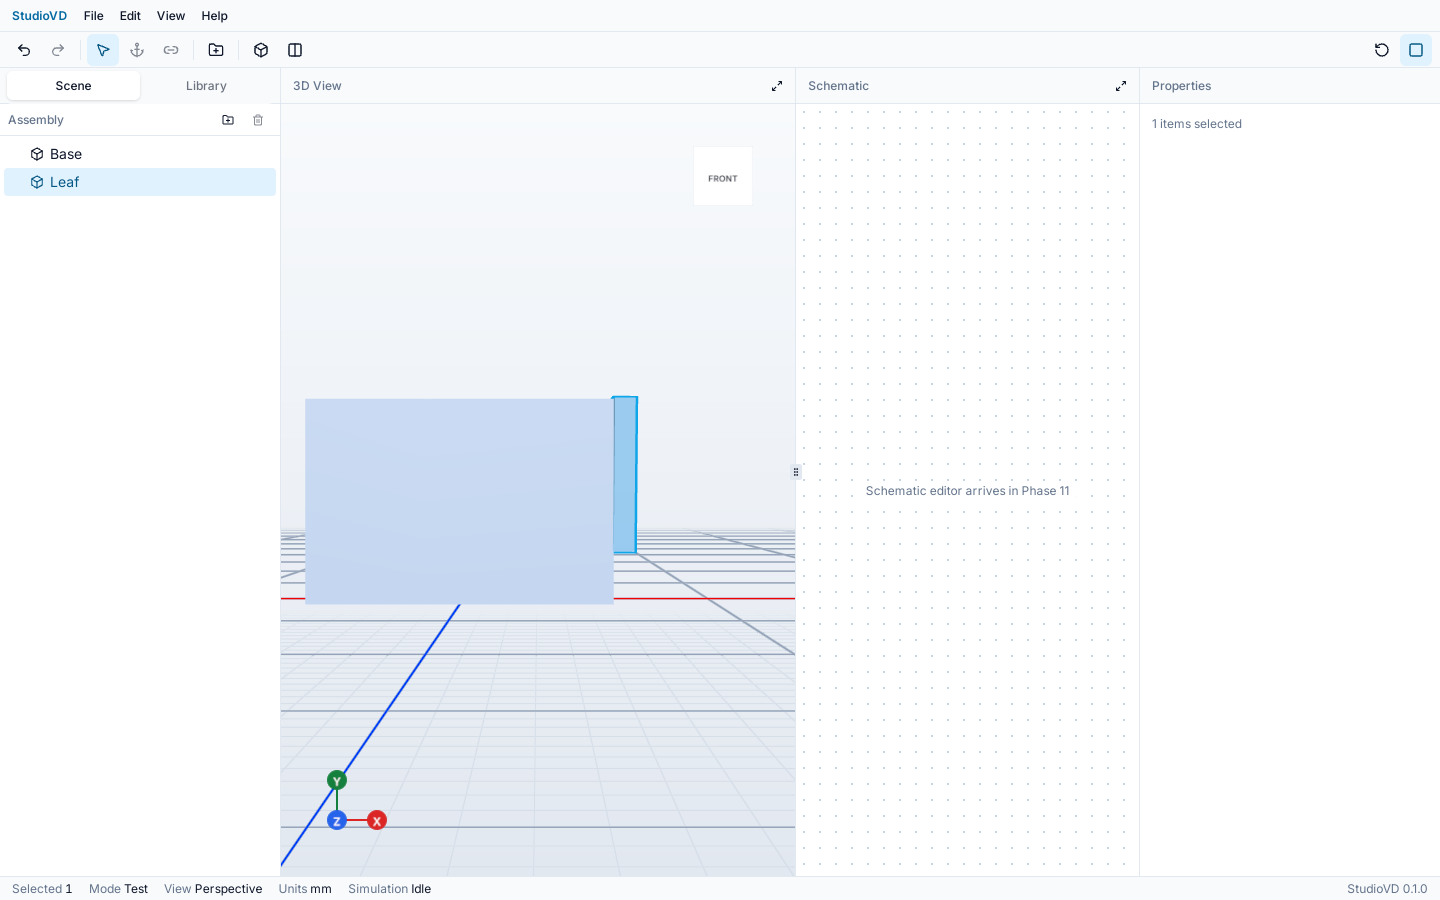 StudioVD File Edit View Help
Scene Library
3D View
Schematic
Properties
Assembly
1 items selected
Base
Leaf
FRONT
Schematic editor arrives in Phase 11
Y
Z X
Selected 1 Mode Test View Perspective Units mm Simulation Idle
StudioVD 0.1.0